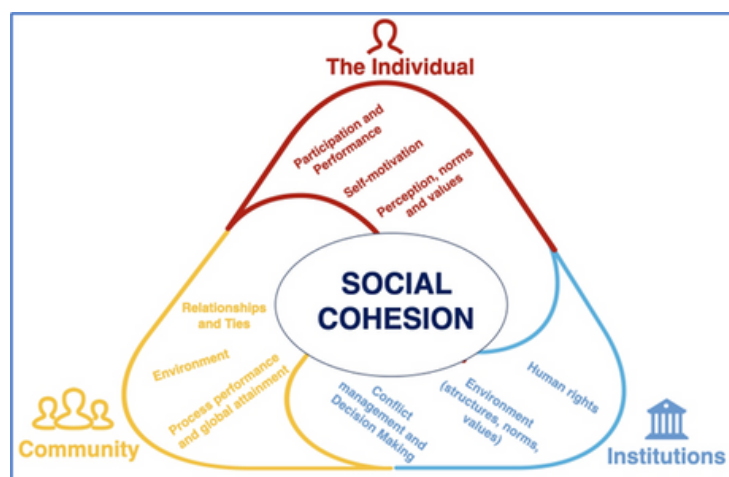 The Individual
Participation and
Performance
Self-motivation
Perception, norms
and values
SOCIAL
COHESION
Relationships
and Ties
Environment
Process performance
and global attainment
Community
Conflict
management and
Decision Making
Environment
(structures, norms,
values)
Human rights
Institutions